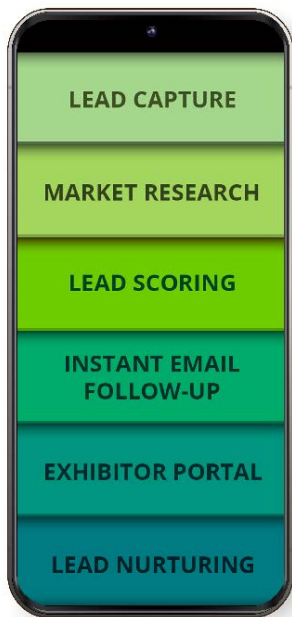 LEAD CAPTURE
MARKET RESEARCH
LEAD SCORING
INSTANT EMAIL
FOLLOW-UP
EXHIBITOR PORTAL
LEAD NURTURING